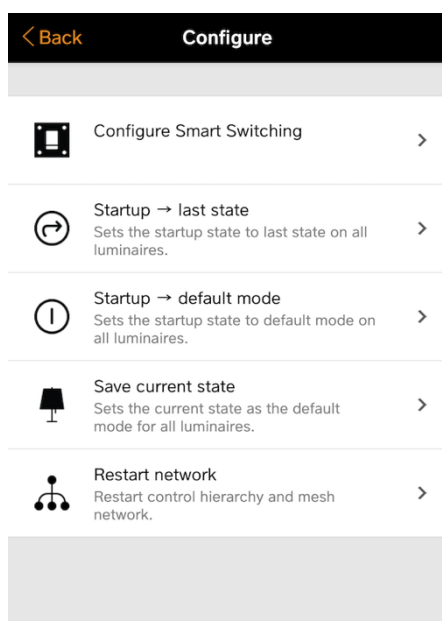 Back
Configure
Configure Smart Switching
Startup → last state
Sets the startup state to last state on all
luminaires.
Startup → default mode
Sets the startup state to default mode on
all luminaires.
Save current state
Sets the current state as the default
mode for all luminaires.
Restart network
Restart control hierarchy and mesh
network.